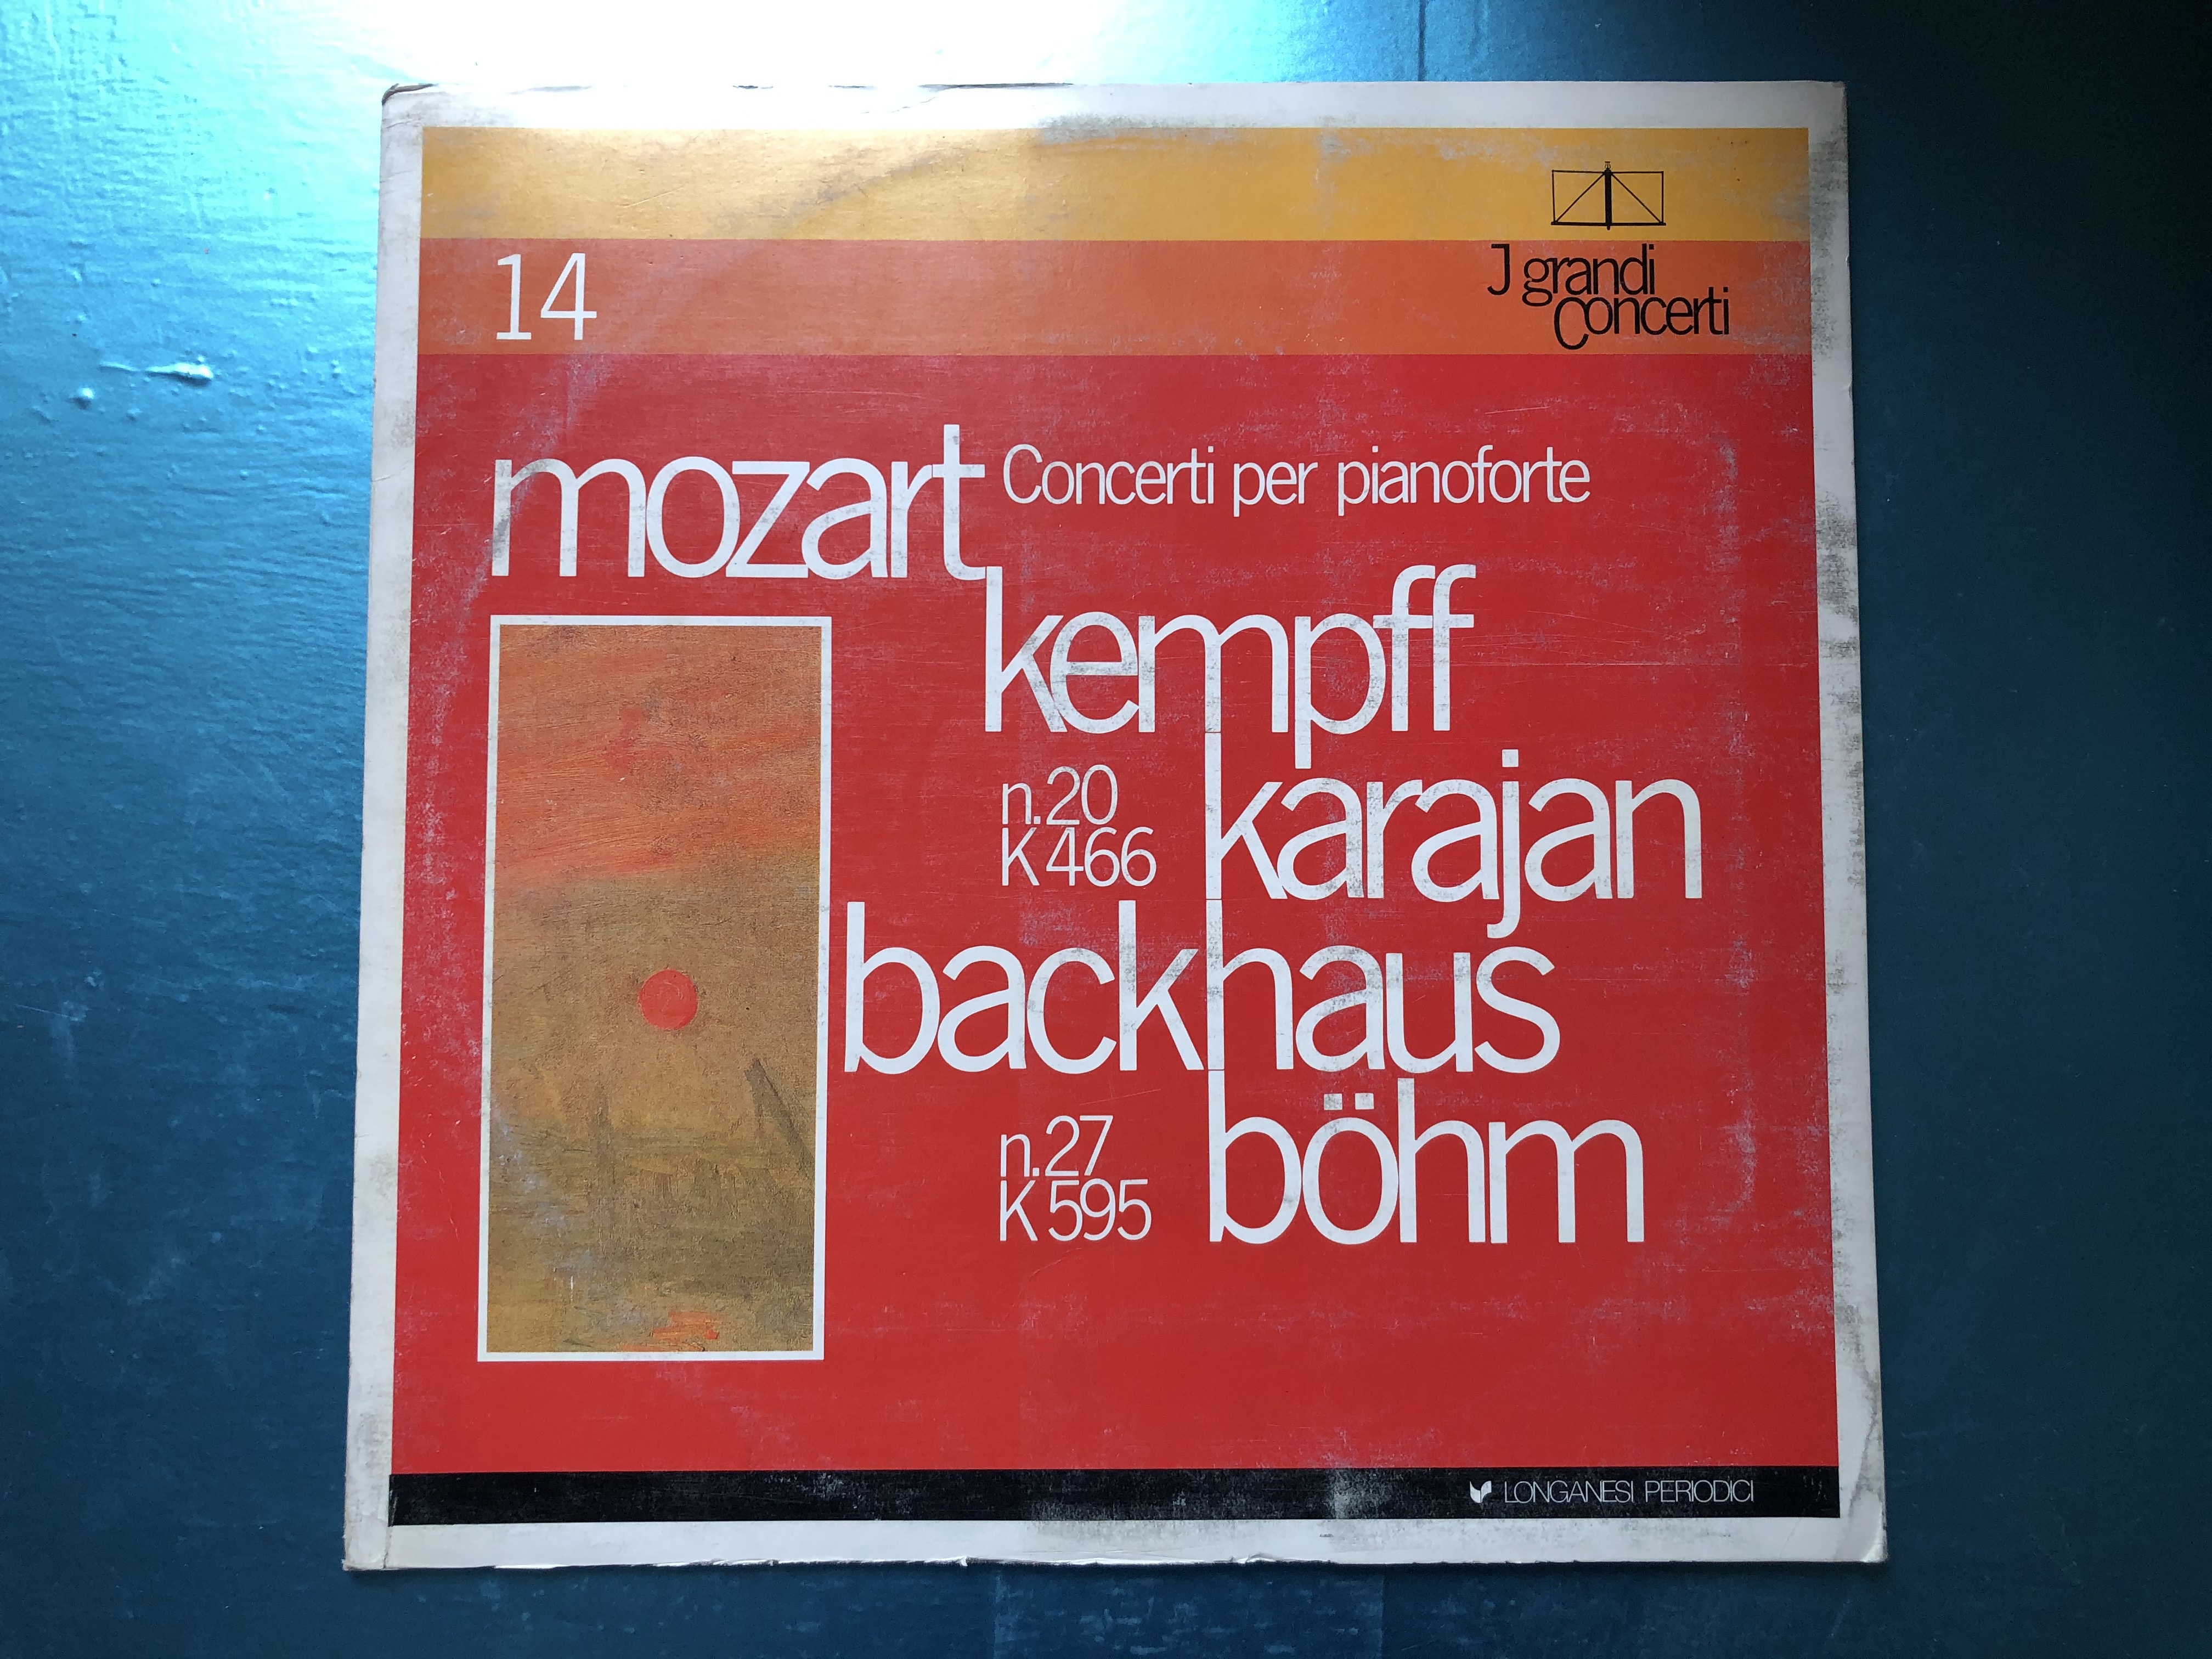 14
J grandi
concerti
mozart Concerti per pianoforte
kempff
n.20
K 466
karajan
backhaus
n.27
K 595
böhm
LONGANESI PERIODICI